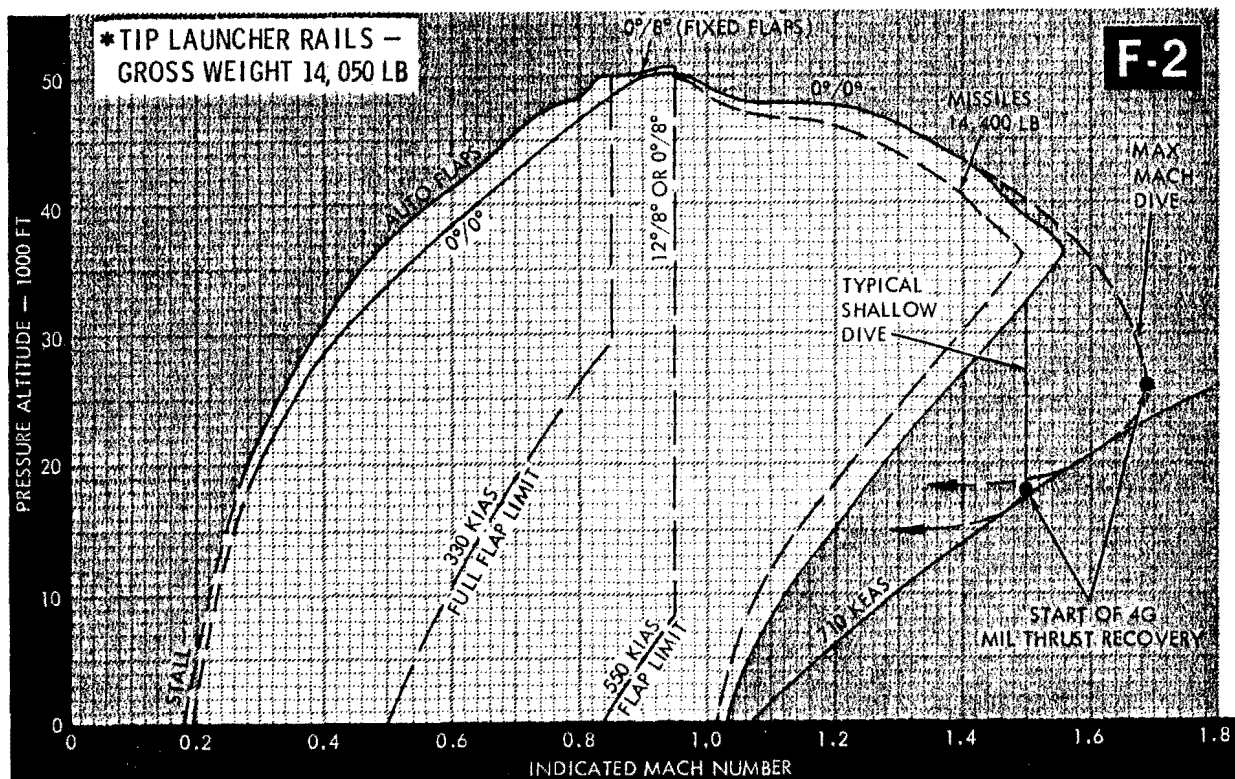 *TIP LAUNCHER RAILS –
GROSS WEIGHT 14,050 LB
0°/8° (FIXED FLAPS)
F-2
0°/0°
MISSILES
14,400 LB
MAX
MACH
DIVE
AUTO FLAPS
0°/0°
12°/8° OR 0°/8°
TYPICAL
SHALLOW
DIVE
330 KIAS
FULL FLAP LIMIT
550 KIAS
FLAP LIMIT
710 KEAS
START OF 4G
MIL THRUST RECOVERY
STALL
PRESSURE ALTITUDE – 1000 FT
50
40
30
20
10
0
0
0.2
0.4
0.6
0.8
1.0
1.2
1.4
1.6
1.8
INDICATED MACH NUMBER